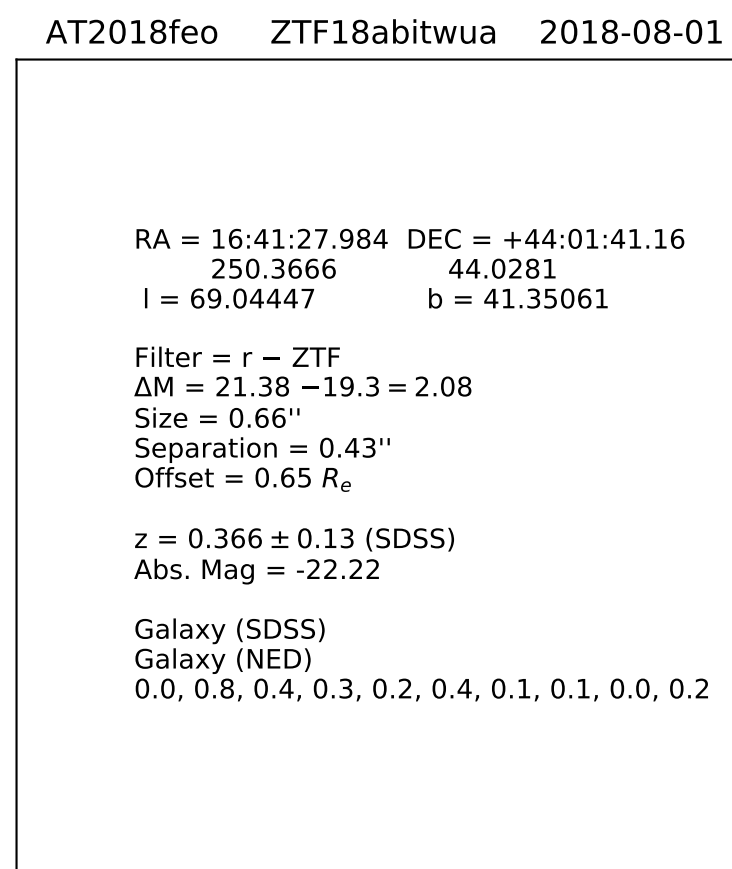 AT2018feo ZTF18abitwua 2018-08-01
RA = 16:41:27.984 DEC = +44:01:41.16
250.3666 44.0281
l = 69.04447 b = 41.35061
Filter = r − ZTF
ΔM = 21.38 −19.3 = 2.08
Size = 0.66''
Separation = 0.43''
Offset = 0.65 Re
z = 0.366 ± 0.13 (SDSS)
Abs. Mag = -22.22
Galaxy (SDSS)
Galaxy (NED)
0.0, 0.8, 0.4, 0.3, 0.2, 0.4, 0.1, 0.1, 0.0, 0.2